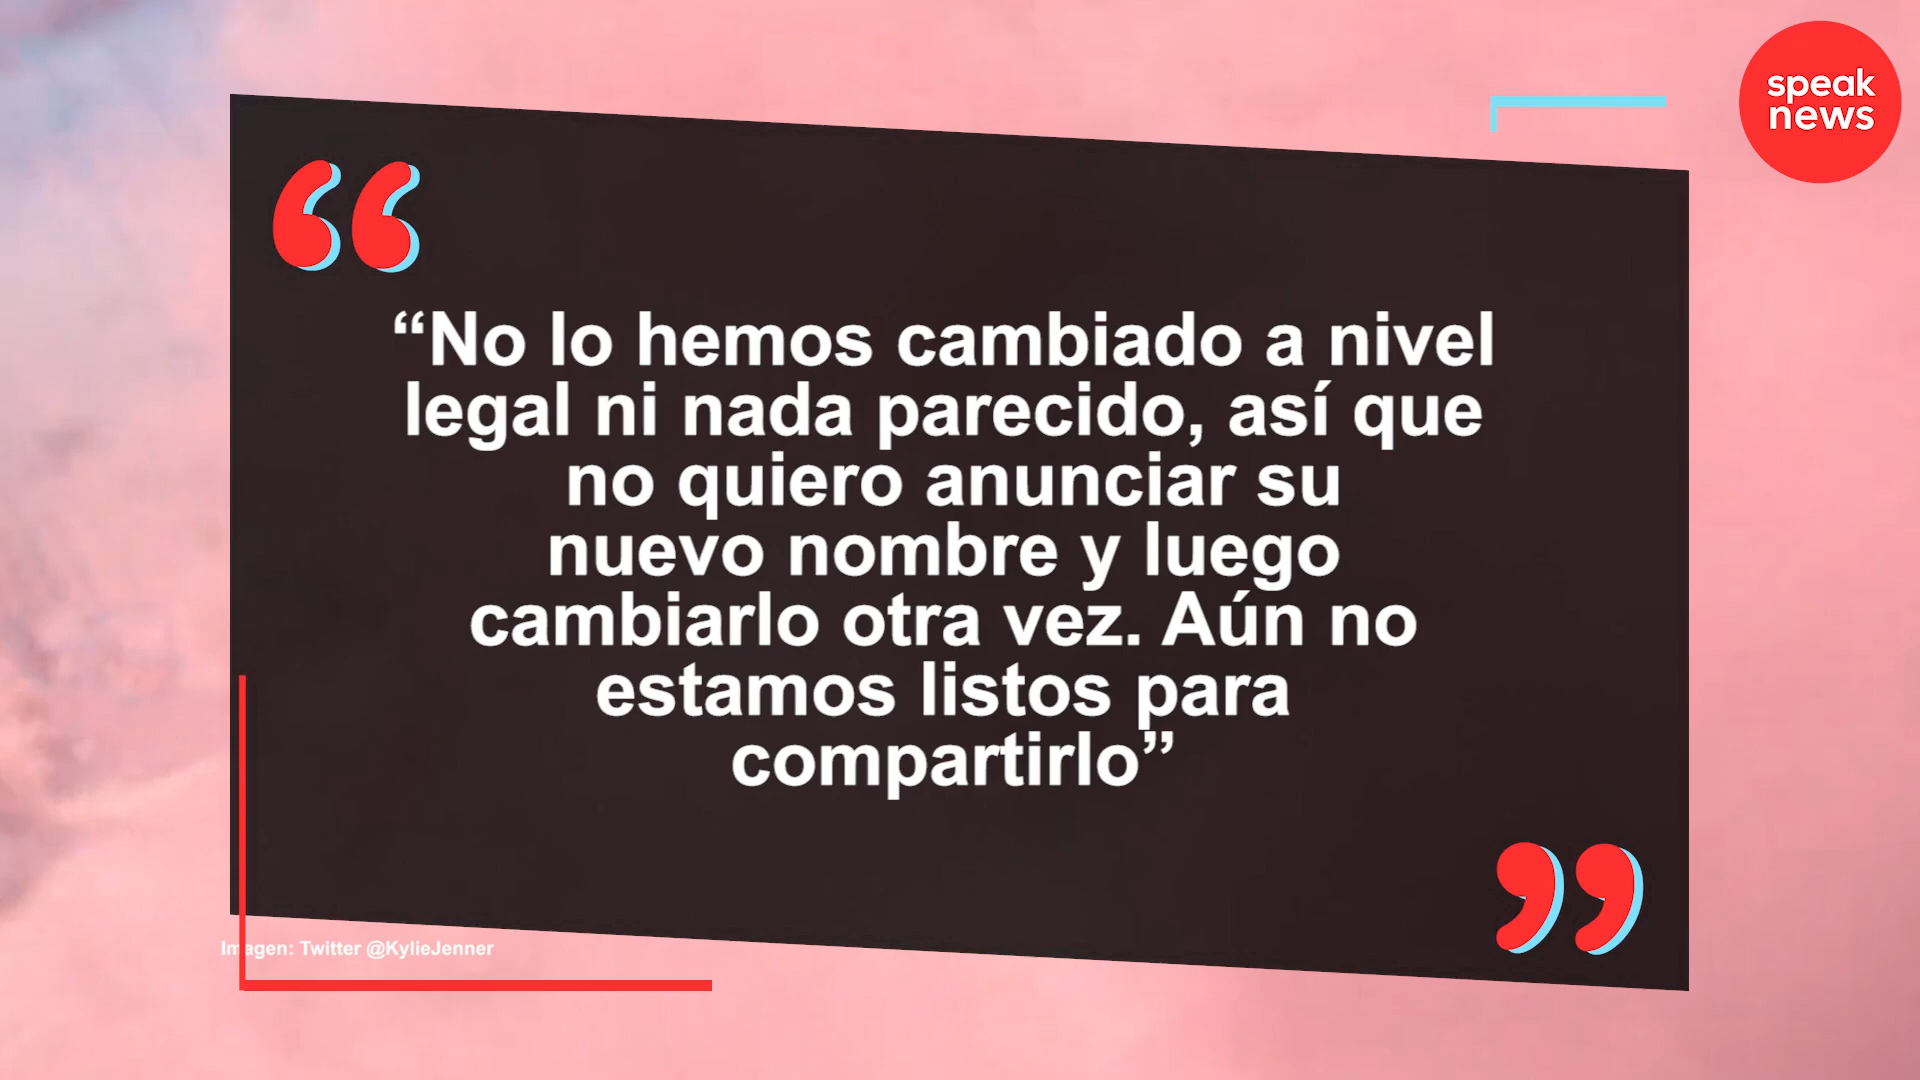 speak
news
“No lo hemos cambiado a nivel
legal ni nada parecido, así que
no quiero anunciar su
nuevo nombre y luego
cambiarlo otra vez. Aún no
estamos listos para
compartirlo”
Imagen: Twitter @KylieJenner